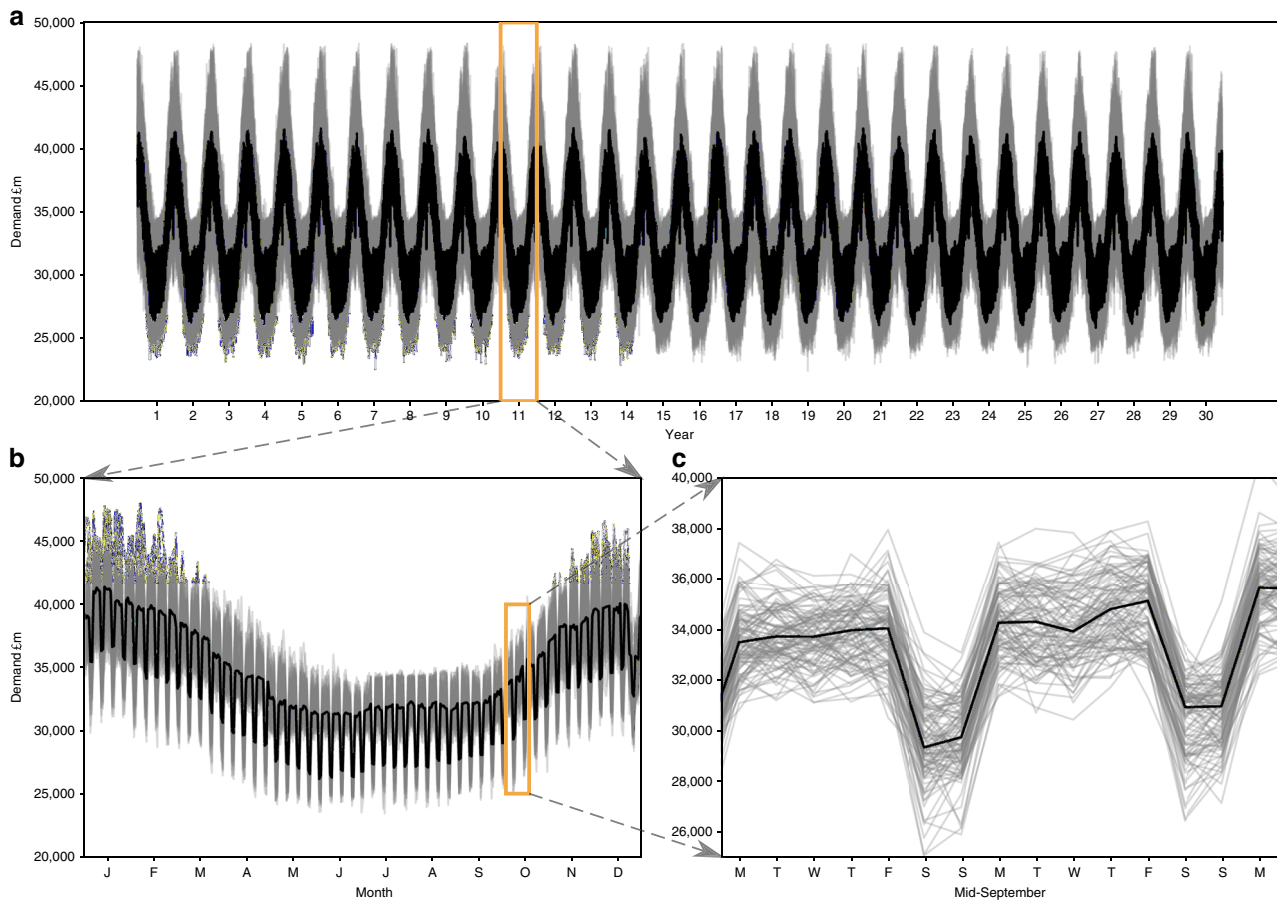 a
50,000
45,000
40,000
35,000
30,000
25,000
20,000
Demand £m
1 2 3 4 5 6 7 8 9 10 11 12 13 14 15 16 17 18 19 20 21 22 23 24 25 26 27 28 29 30
Year
b
50,000
45,000
40,000
35,000
30,000
25,000
20,000
Demand £m
J F M A M J J A S O N D
Month
c
40,000
38,000
36,000
34,000
32,000
30,000
28,000
26,000
M T W T F S S M T W T F S S M
Mid-September